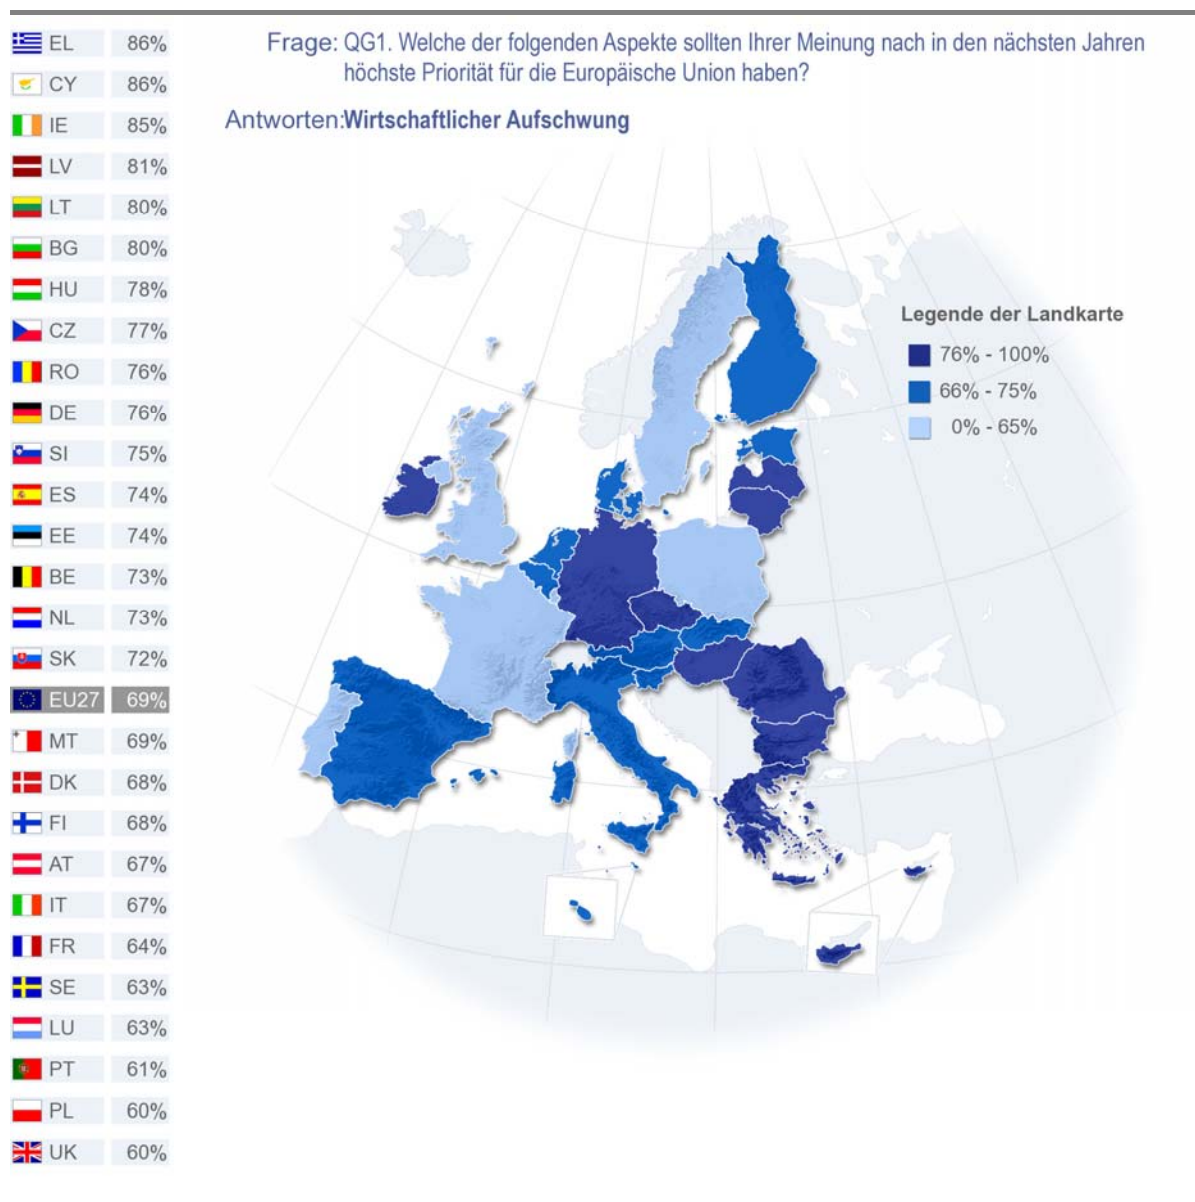 Frage: QG1. Welche der folgenden Aspekte sollten Ihrer Meinung nach in den nächsten Jahren
höchste Priorität für die Europäische Union haben?
Antworten:Wirtschaftlicher Aufschwung
EL 86%
CY 86%
IE 85%
LV 81%
LT 80%
BG 80%
HU 78%
CZ 77%
RO 76%
DE 76%
SI 75%
ES 74%
EE 74%
BE 73%
NL 73%
SK 72%
EU27 69%
MT 69%
DK 68%
FI 68%
AT 67%
IT 67%
FR 64%
SE 63%
LU 63%
PT 61%
PL 60%
UK 60%
Legende der Landkarte
76% - 100%
66% - 75%
0% - 65%